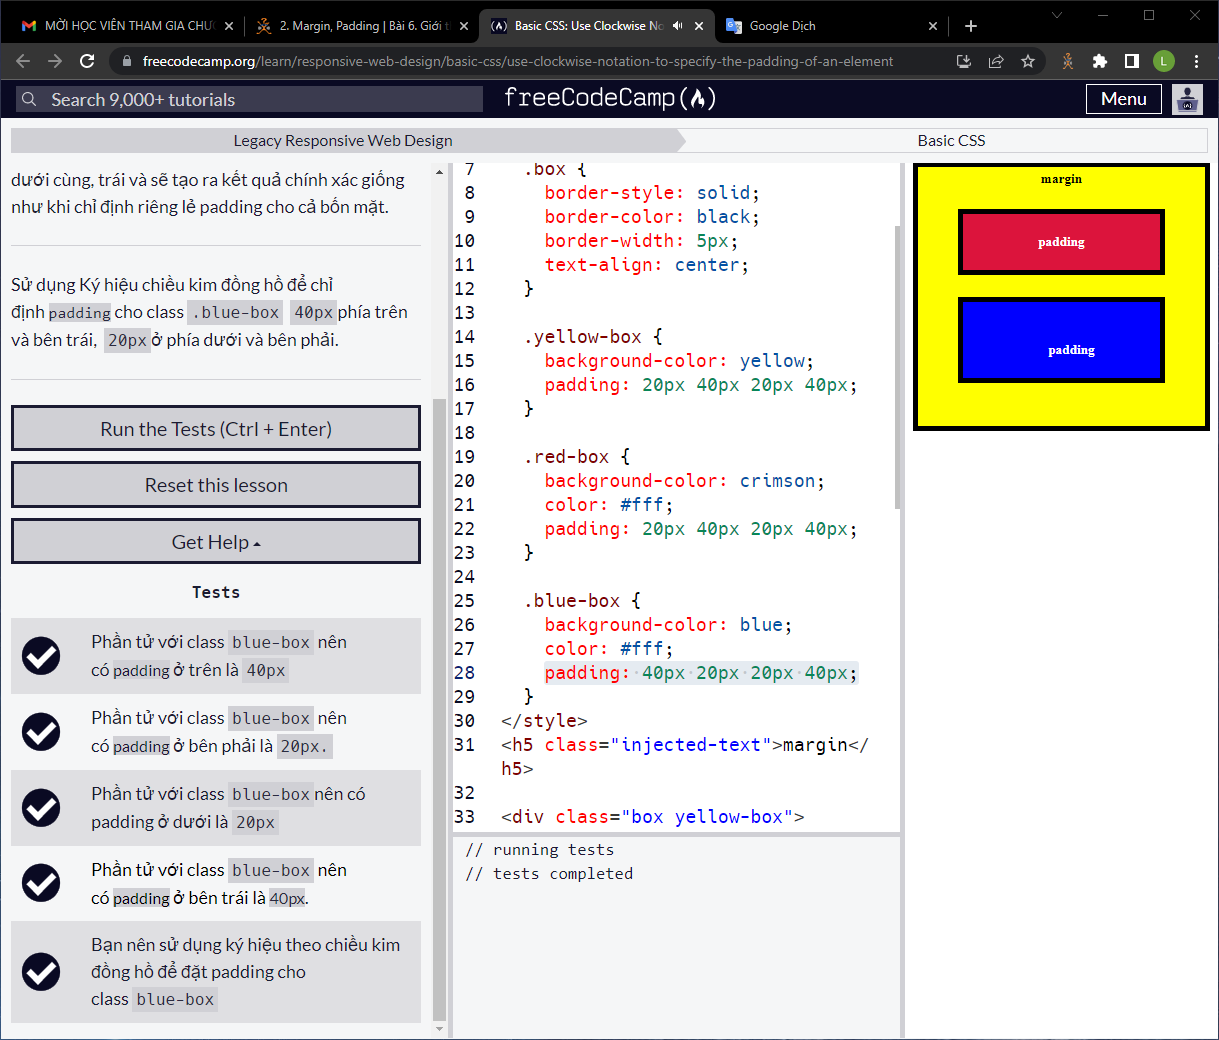 MỜI HỌC VIÊN THAM GIA CHƯ
2. Margin, Padding | Bài 6. Giới t
Basic CSS: Use Clockwise No
Google Dịch
freecodecamp.org/learn/responsive-web-design/basic-css/use-clockwise-notation-to-specify-the-padding-of-an-element
L
Search 9,000+ tutorials
freeCodeCamp
Menu
Legacy Responsive Web Design
Basic CSS
dưới cùng, trái và sẽ tạo ra kết quả chính xác giống
như khi chỉ định riêng lẻ padding cho cả bốn mặt.
Sử dụng Ký hiệu chiều kim đồng hồ để chỉ
định padding cho class .blue-box 40px phía trên
và bên trái, 20px ở phía dưới và bên phải.
Run the Tests (Ctrl + Enter)
Reset this lesson
Get Help
Tests
Phần tử với class blue-box nên
có padding ở trên là 40px
Phần tử với class blue-box nên
có padding ở bên phải là 20px.
Phần tử với class blue-box nên có
padding ở dưới là 20px
Phần tử với class blue-box nên
có padding ở bên trái là 40px.
Bạn nên sử dụng ký hiệu theo chiều kim
đồng hồ để đặt padding cho
class blue-box
7 .box {
8 border-style: solid;
9 border-color: black;
10 border-width: 5px;
11 text-align: center;
12 }
13
14 .yellow-box {
15 background-color: yellow;
16 padding: 20px 40px 20px 40px;
17 }
18
19 .red-box {
20 background-color: crimson;
21 color: #fff;
22 padding: 20px 40px 20px 40px;
23 }
24
25 .blue-box {
26 background-color: blue;
27 color: #fff;
28 padding: 40px 20px 20px 40px;
29 }
30 </style>
31 <h5 class="injected-text">margin</
h5>
32
33 <div class="box yellow-box">
// running tests
// tests completed
margin
padding
padding